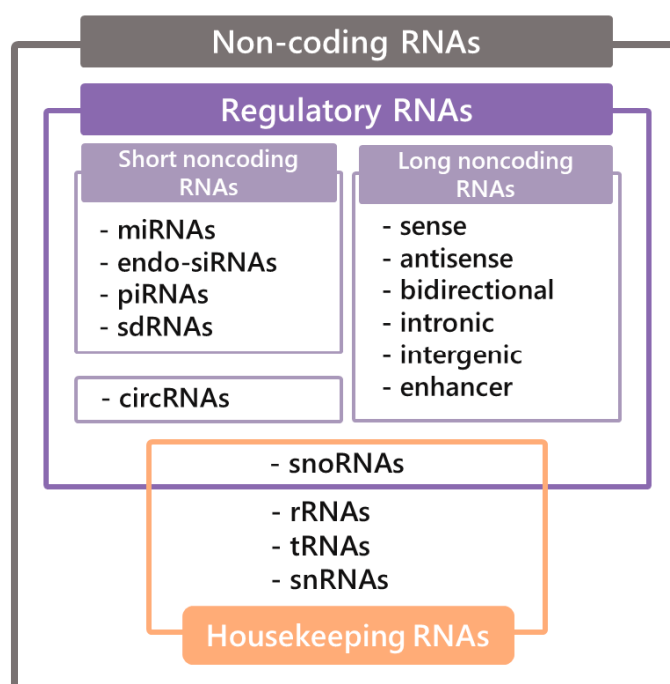 Non-coding RNAs
Regulatory RNAs
Short noncoding
RNAs
- miRNAs
- endo-siRNAs
- piRNAs
- sdRNAs
- circRNAs
Long noncoding
RNAs
- sense
- antisense
- bidirectional
- intronic
- intergenic
- enhancer
- snoRNAs
- rRNAs
- tRNAs
- snRNAs
Housekeeping RNAs